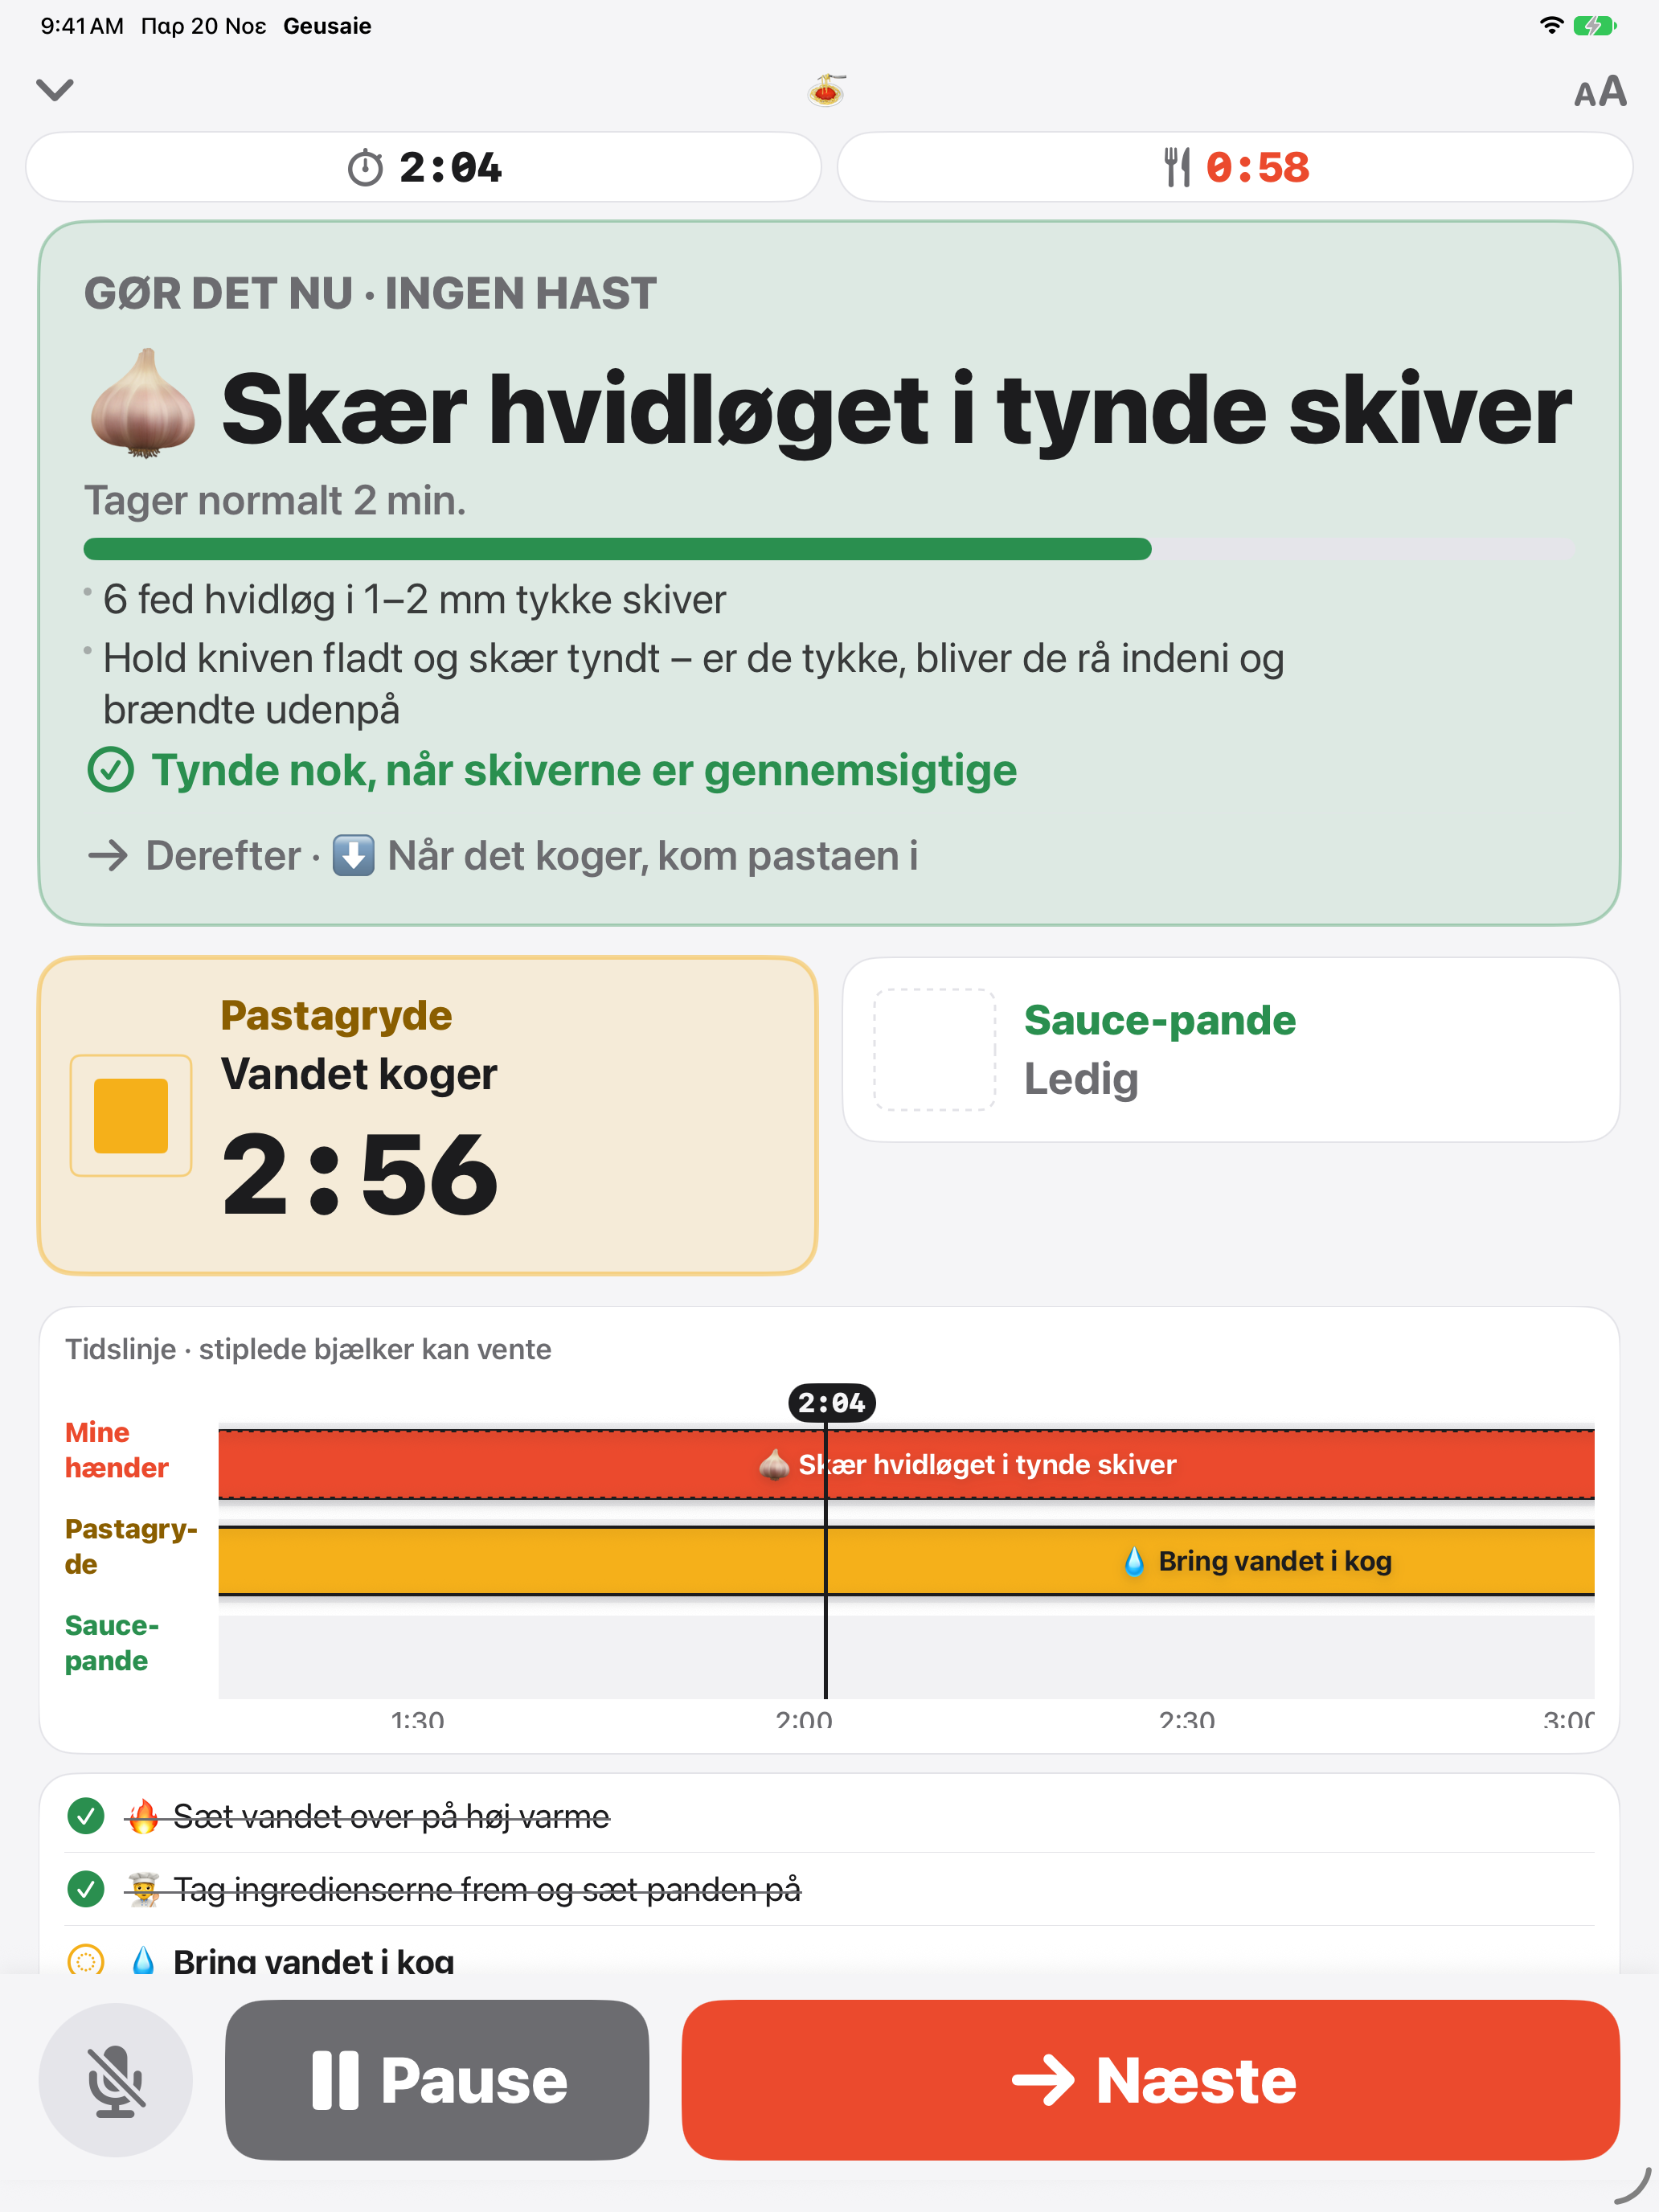 9:41 AM Παρ 20 Νοε Geusaie
AA
2:04
0:58
GØR DET NU · INGEN HAST
Skær hvidløget i tynde skiver
Tager normalt 2 min.
• 6 fed hvidløg i 1–2 mm tykke skiver
• Hold kniven fladt og skær tyndt – er de tykke, bliver de rå indeni og
brændte udenpå
Tynde nok, når skiverne er gennemsigtige
→ Derefter · ⬇️ Når det koger, kom pastaen i
Pastagryde
Vandet koger
2:56
Sauce-pande
Ledig
Tidslinje · stiplede bjælker kan vente
2:04
Mine
hænder
Skær hvidløget i tynde skiver
Pastagry-
de
Bring vandet i kog
Sauce-
pande
1:30 2:00 2:30 3:00
Sæt vandet over på høj varme
Tag ingredienserne frem og sæt panden på
Bring vandet i kog
Pause
→ Næste